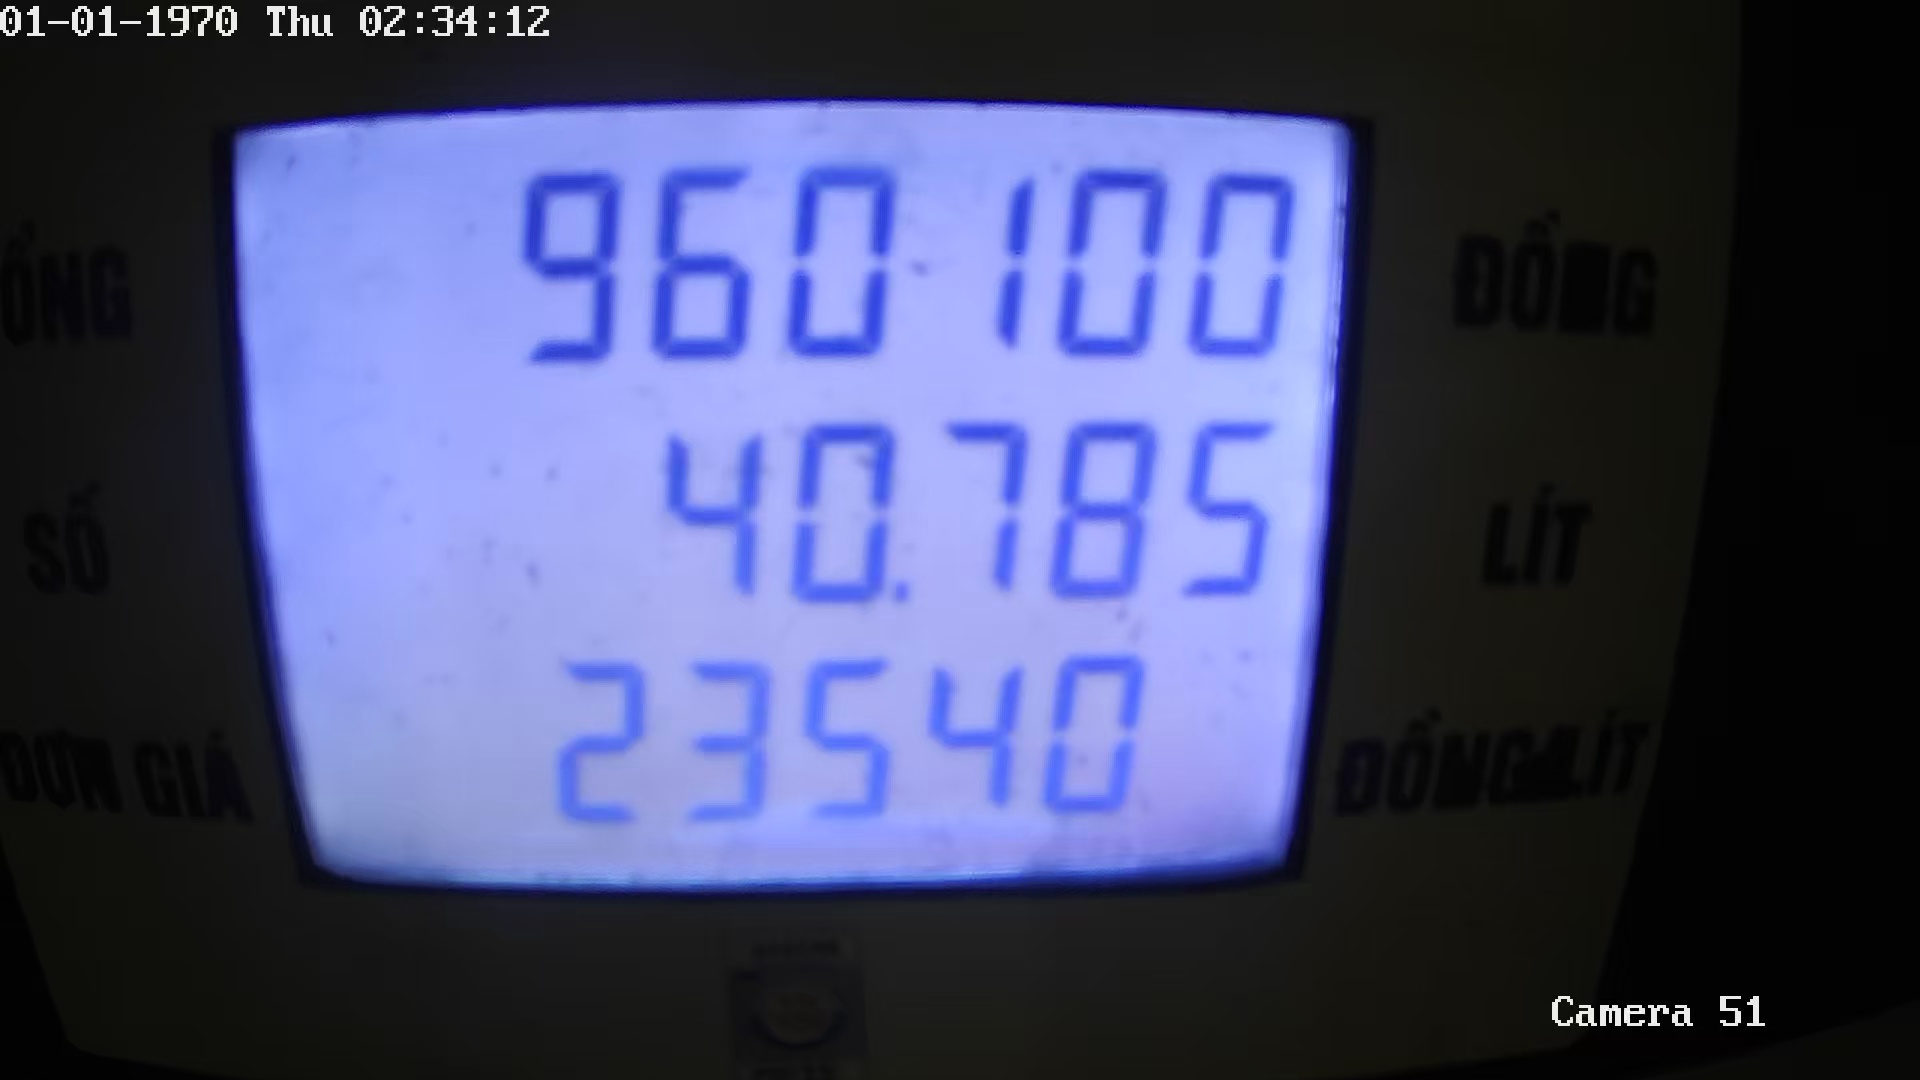 01-01-1970 Thu 02:34:12
960100
ĐỒNG
SỐ
40.785
LÍT
ĐƠN GIÁ
23540
ĐỒNG/LÍT
Camera 51